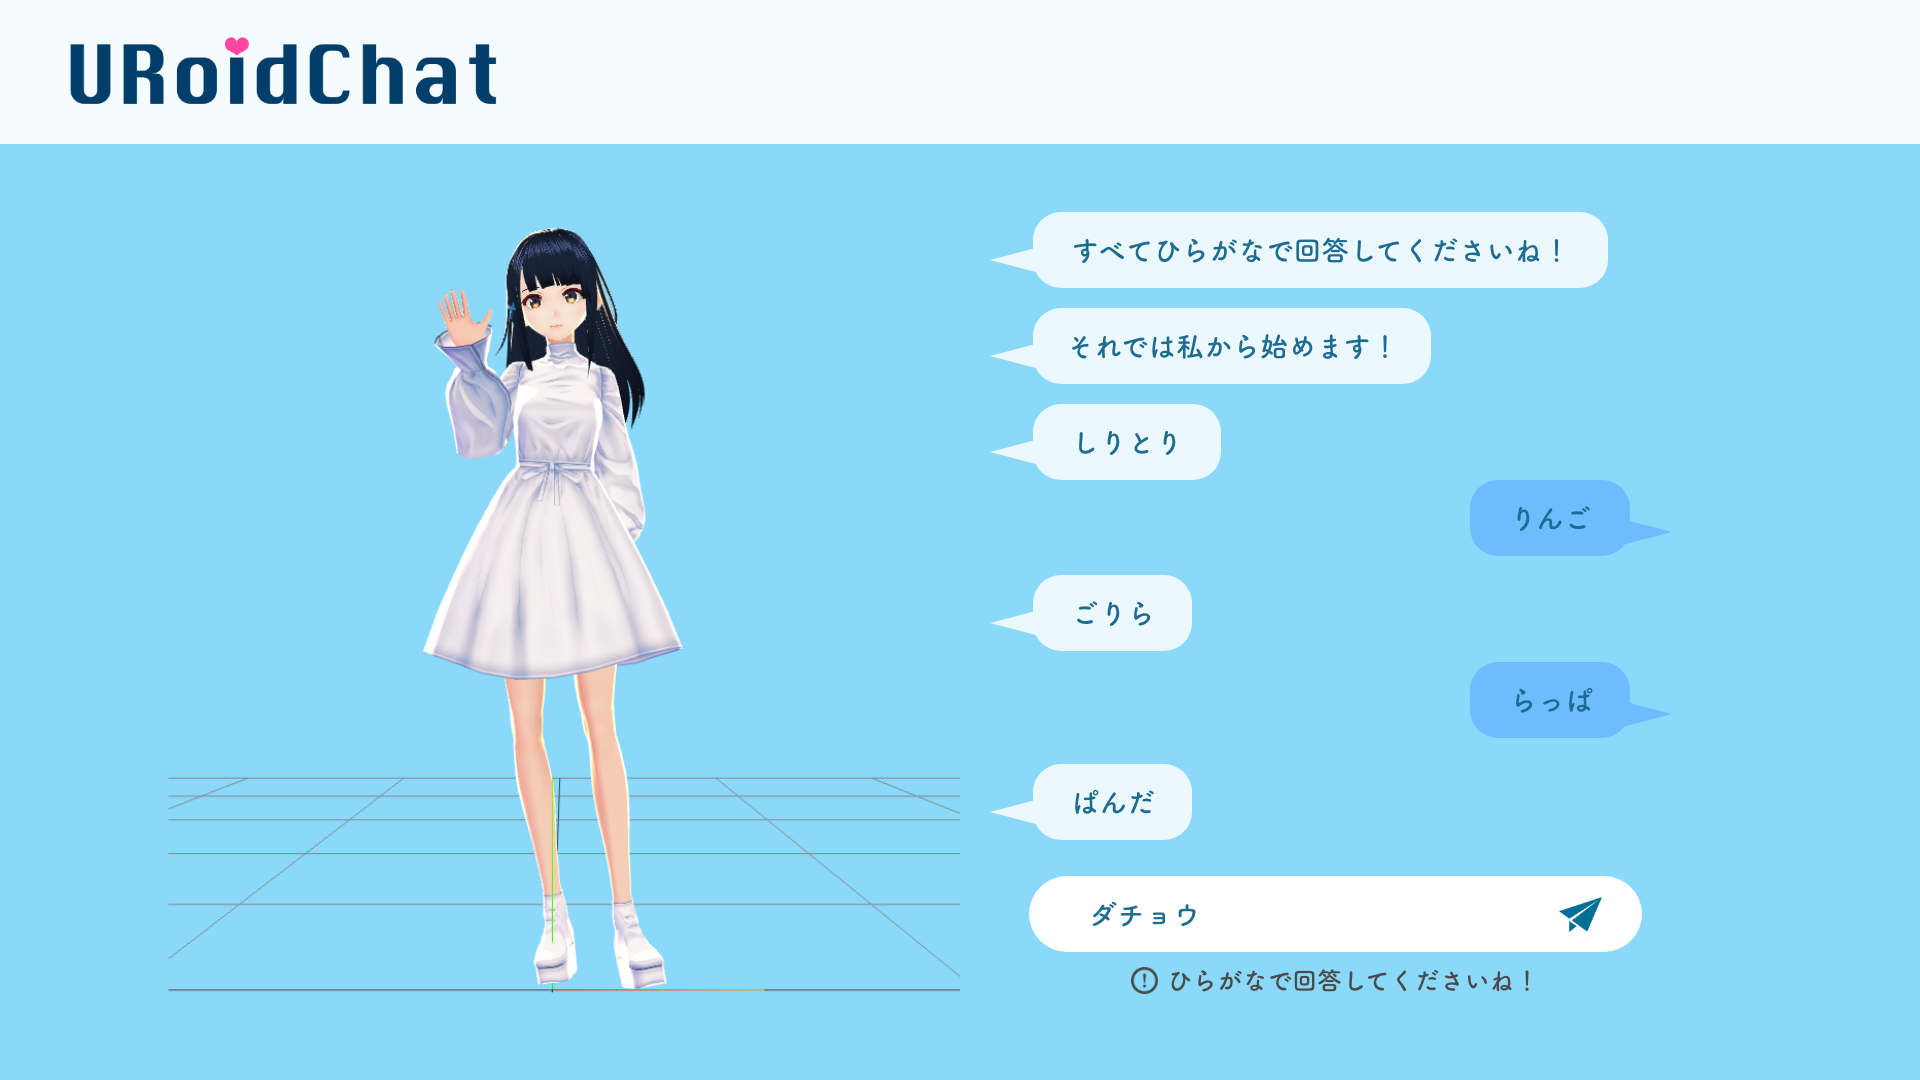 URoidChat
すべてひらがなで回答してくださいね！
それでは私から始めます！
しりとり
りんご
ごりら
らっぱ
ぱんだ
ダチョウ
ひらがなで回答してくださいね！